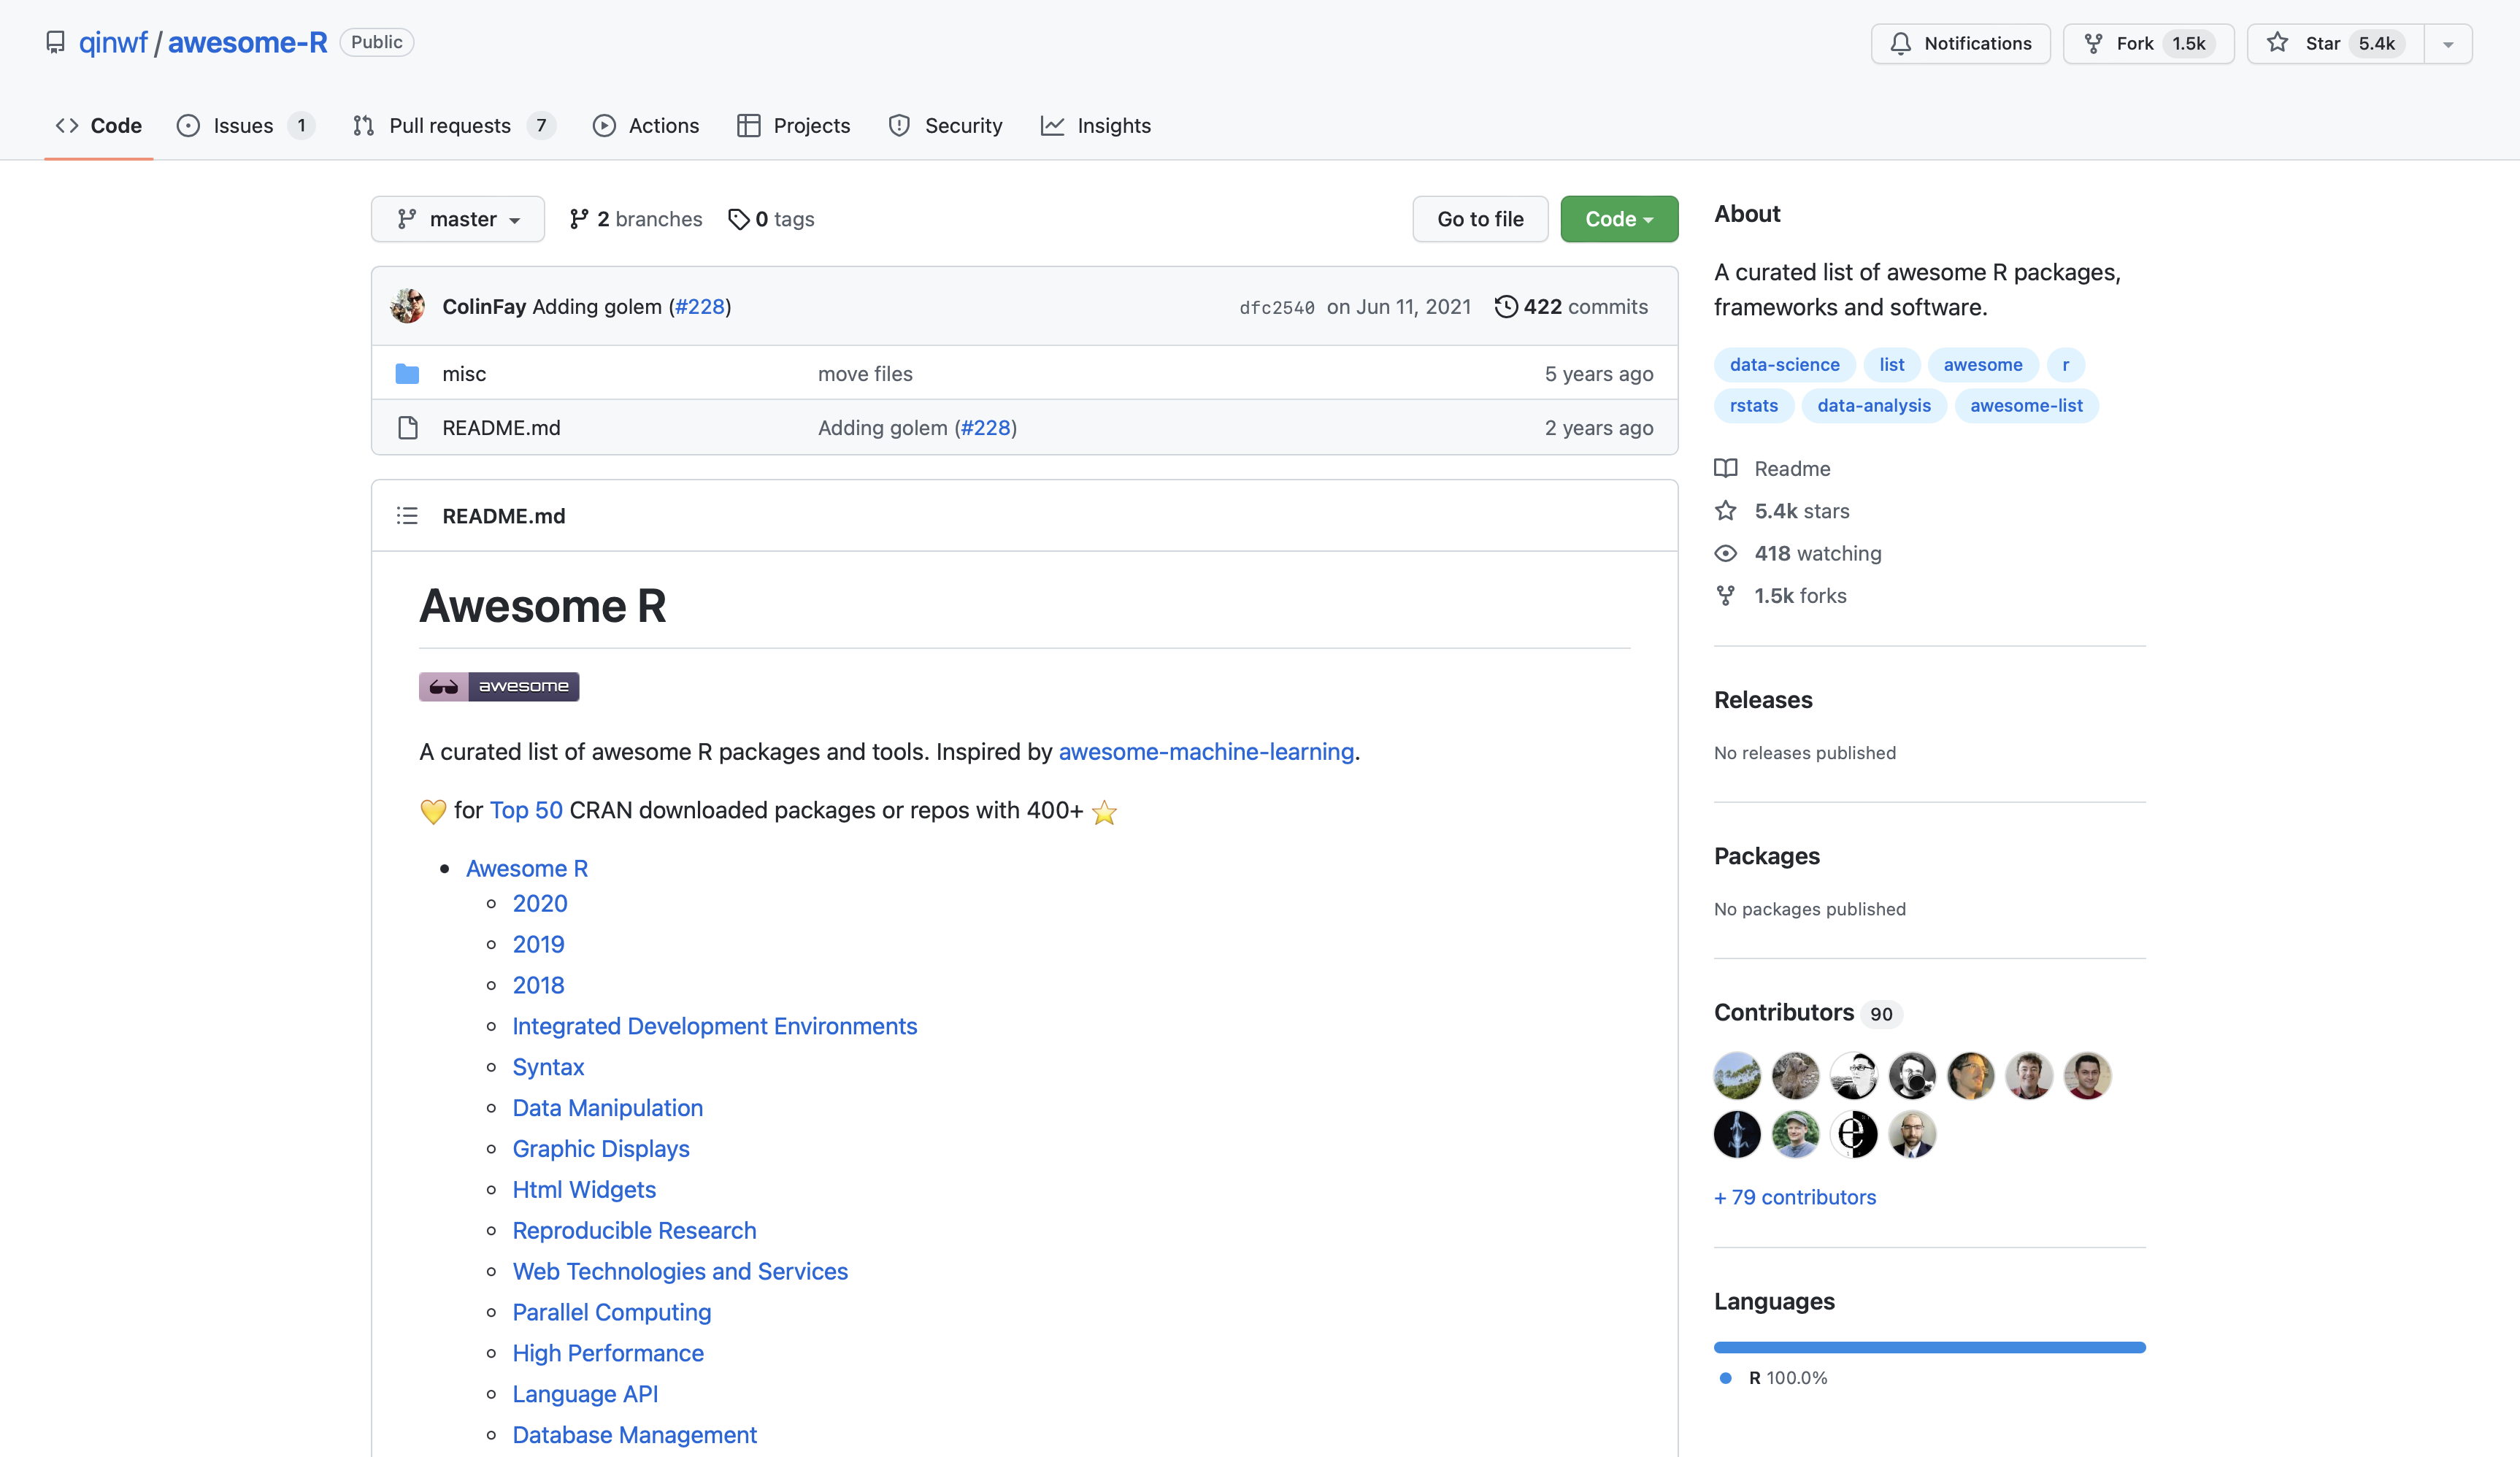 qinwf / awesome-R Public
Notifications
Fork 1.5k
Star 5.4k
Code
Issues 1
Pull requests 7
Actions
Projects
Security
Insights
master
2 branches
0 tags
Go to file
Code
ColinFay Adding golem (#228)
dfc2540 on Jun 11, 2021
422 commits
misc
move files
5 years ago
README.md
Adding golem (#228)
2 years ago
README.md
Awesome R
awesome
A curated list of awesome R packages and tools. Inspired by awesome-machine-learning.
💛 for Top 50 CRAN downloaded packages or repos with 400+ ⭐
• Awesome R
◦ 2020
◦ 2019
◦ 2018
◦ Integrated Development Environments
◦ Syntax
◦ Data Manipulation
◦ Graphic Displays
◦ Html Widgets
◦ Reproducible Research
◦ Web Technologies and Services
◦ Parallel Computing
◦ High Performance
◦ Language API
◦ Database Management
About
A curated list of awesome R packages,
frameworks and software.
data-science list awesome r
rstats data-analysis awesome-list
Readme
5.4k stars
418 watching
1.5k forks
Releases
No releases published
Packages
No packages published
Contributors 90
e
+ 79 contributors
Languages
R 100.0%